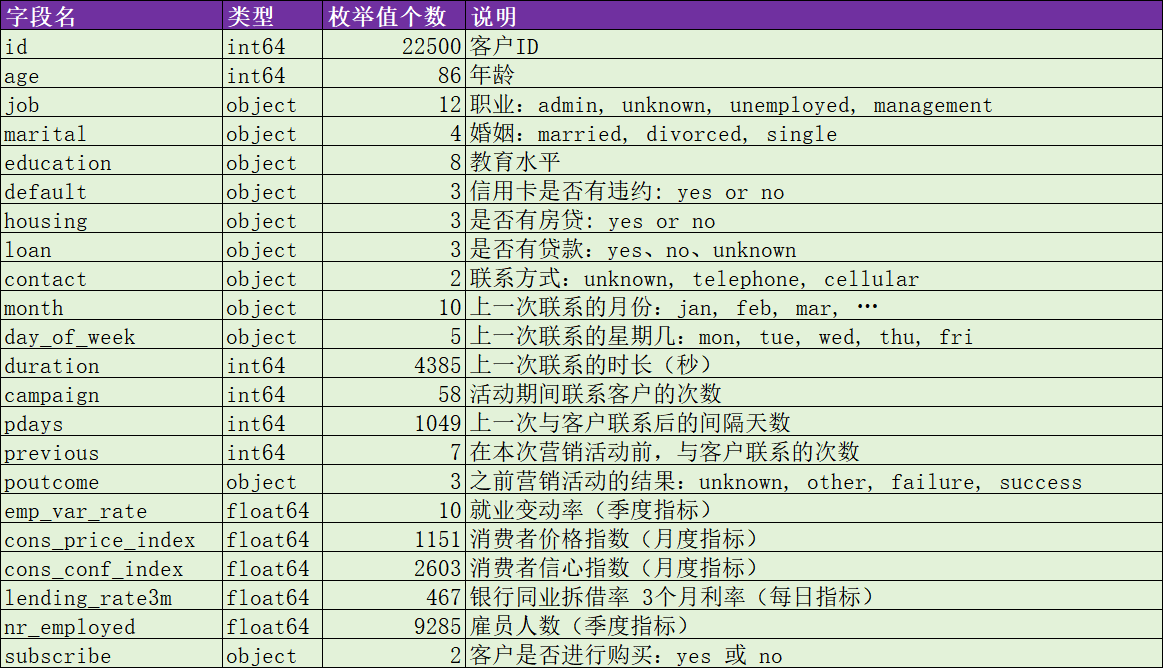 字段名 类型 枚举值个数 说明
id int64 22500 客户ID
age int64 86 年龄
job object 12 职业：admin, unknown, unemployed, management
marital object 4 婚姻：married, divorced, single
education object 8 教育水平
default object 3 信用卡是否有违约: yes or no
housing object 3 是否有房贷: yes or no
loan object 3 是否有贷款：yes、no、unknown
contact object 2 联系方式：unknown, telephone, cellular
month object 10 上一次联系的月份：jan, feb, mar, …
day_of_week object 5 上一次联系的星期几：mon, tue, wed, thu, fri
duration int64 4385 上一次联系的时长（秒）
campaign int64 58 活动期间联系客户的次数
pdays int64 1049 上一次与客户联系后的间隔天数
previous int64 7 在本次营销活动前，与客户联系的次数
poutcome object 3 之前营销活动的结果：unknown, other, failure, success
emp_var_rate float64 10 就业变动率（季度指标）
cons_price_index float64 1151 消费者价格指数（月度指标）
cons_conf_index float64 2603 消费者信心指数（月度指标）
lending_rate3m float64 467 银行同业拆借率 3个月利率（每日指标）
nr_employed float64 9285 雇员人数（季度指标）
subscribe object 2 客户是否进行购买：yes 或 no